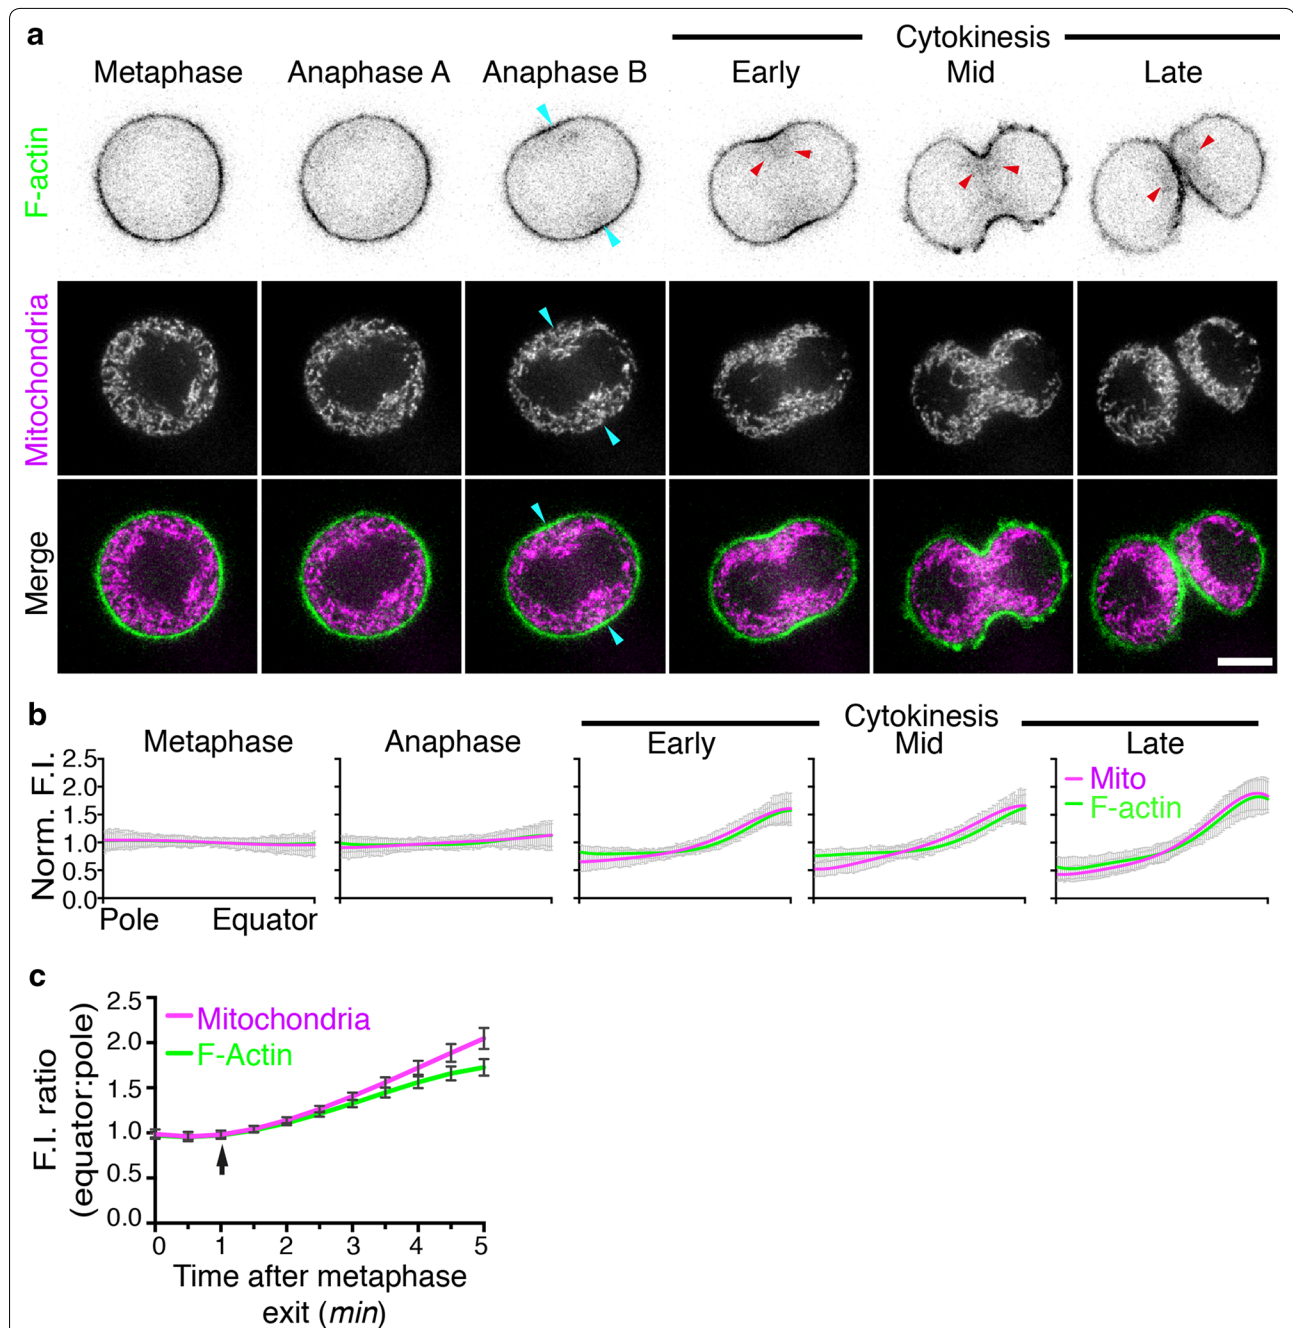 a
Cytokinesis
Metaphase Anaphase A Anaphase B Early Mid Late
F-actin
Mitochondria
Merge
b
Cytokinesis
Metaphase Anaphase Early Mid Late
Norm. F.I.
2.5
2.0
1.5
1.0
0.5
0.0
Pole Equator
Mito
F-actin
c
F.I. ratio
(equator:pole)
2.5
2.0
1.5
1.0
0.5
0.0
Mitochondria
F-Actin
0 1 2 3 4 5
Time after metaphase
exit (min)